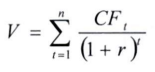 V = \sum_{t=1}^{n} \frac{CF_t}{(1 + r)^t}